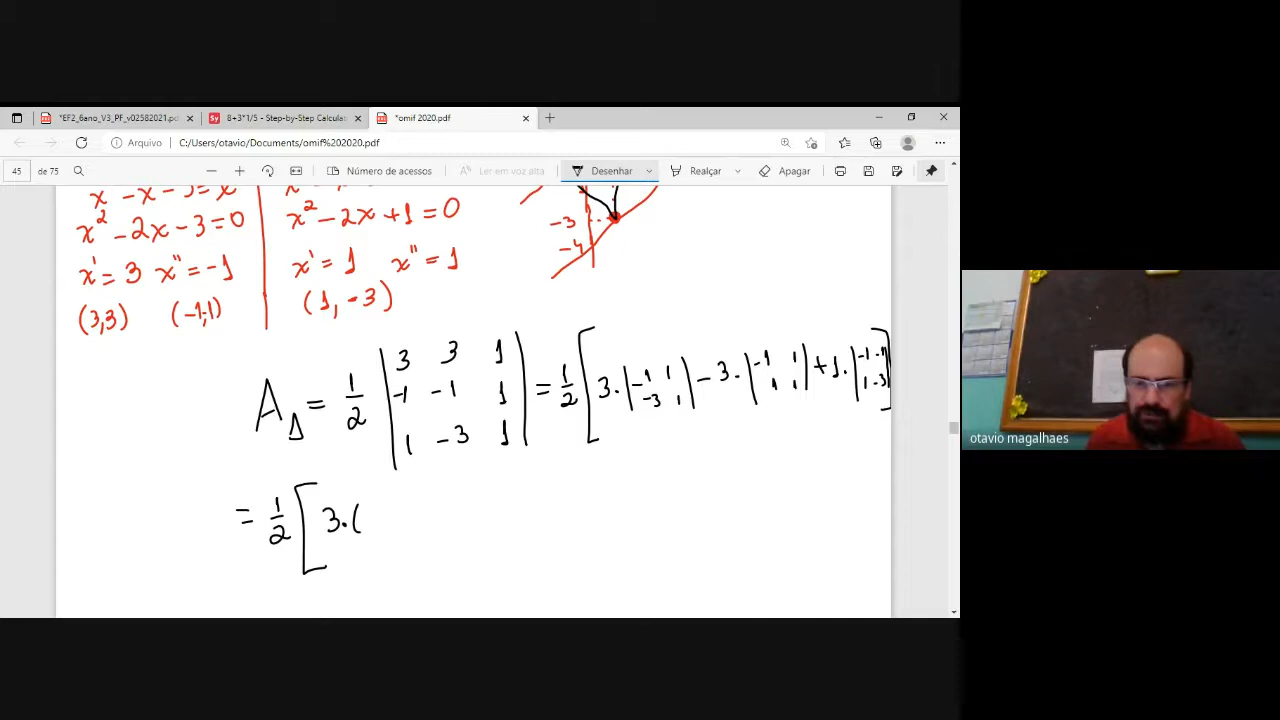 *EF2_6ano_V3_PF_v02582021.pd
8+3*1/5 - Step-by-Step Calculat
*omif 2020.pdf
Arquivo
C:/Users/otavio/Documents/omif%202020.pdf
45
de 75
Número de acessos
Ler em voz alta
Desenhar
Realçar
Apagar
x² -2x -3=0
x' = 3 x" = -1
(3,3) (-1,-1)
x² -2x +1 = 0
x' = 1 x" = 1
(1, -3)
-3
-4
A△ = 1/2 | 3 3 1 ; -1 -1 1 ; 1 -3 1 | = 1/2 [ 3. | -1 1 ; -3 1 | - 3. | -1 1 ; 1 1 | + 1. | -1 -1 ; 1 -3 | ]
= 1/2 [ 3.(
otavio magalhaes